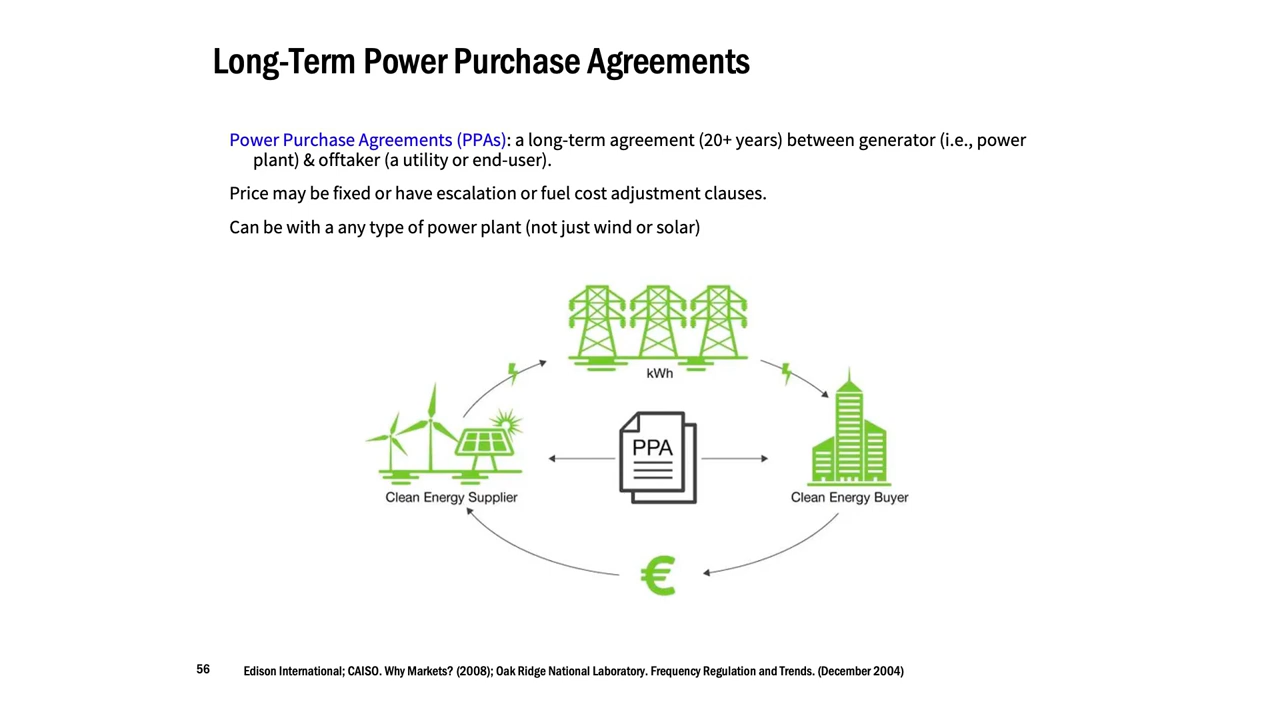 Long-Term Power Purchase Agreements
Power Purchase Agreements (PPAs): a long-term agreement (20+ years) between generator (i.e., power
plant) & offtaker (a utility or end-user).
Price may be fixed or have escalation or fuel cost adjustment clauses.
Can be with a any type of power plant (not just wind or solar)
kWh
PPA
Clean Energy Supplier
Clean Energy Buyer
€
56
Edison International; CAISO. Why Markets? (2008); Oak Ridge National Laboratory. Frequency Regulation and Trends. (December 2004)